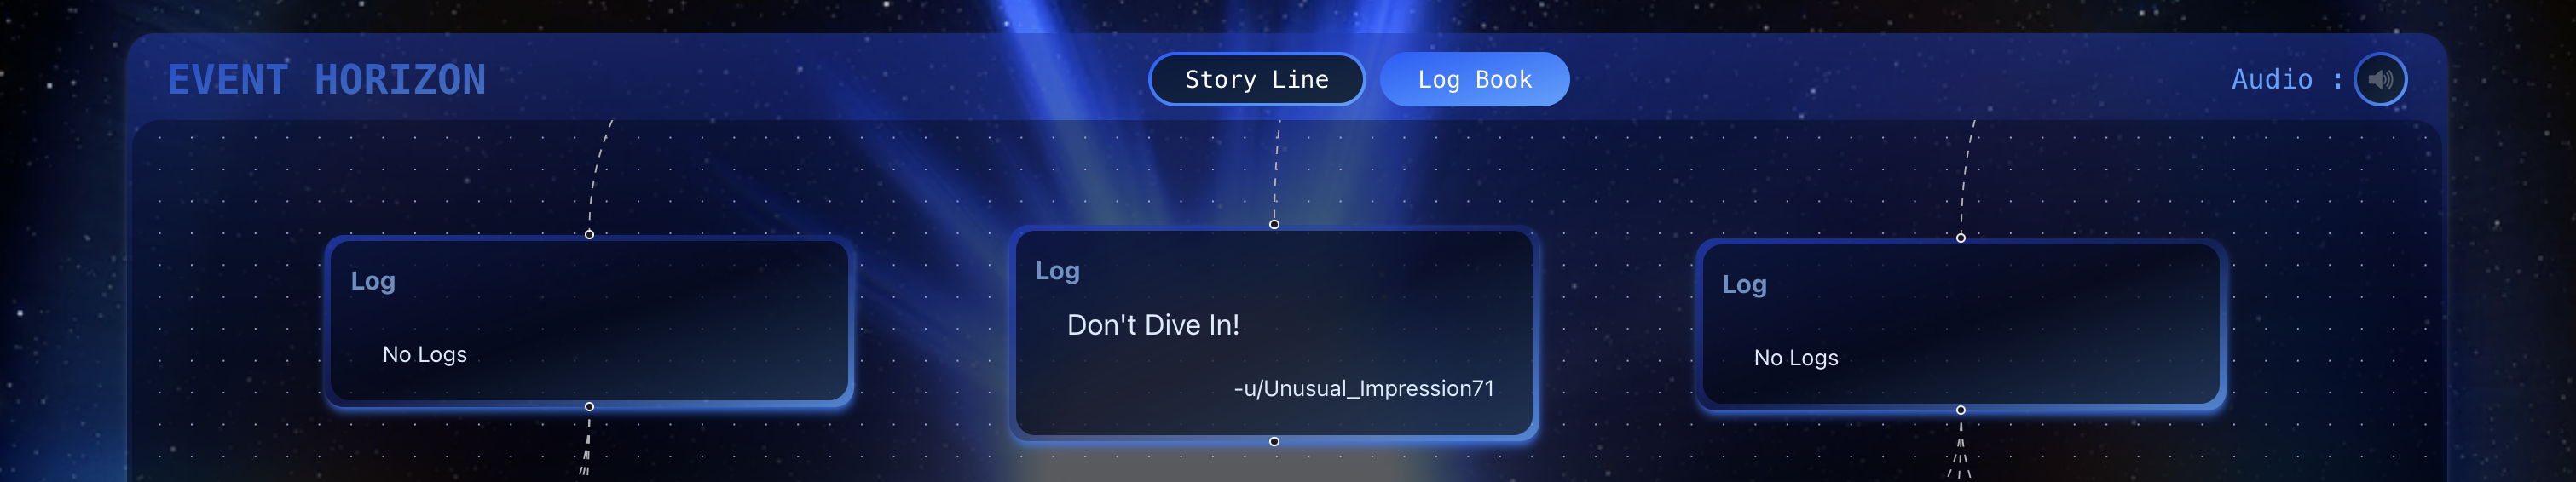 EVENT HORIZON
Story Line
Log Book
Audio :
Log
No Logs
Log
Don't Dive In!
-u/Unusual_Impression71
Log
No Logs